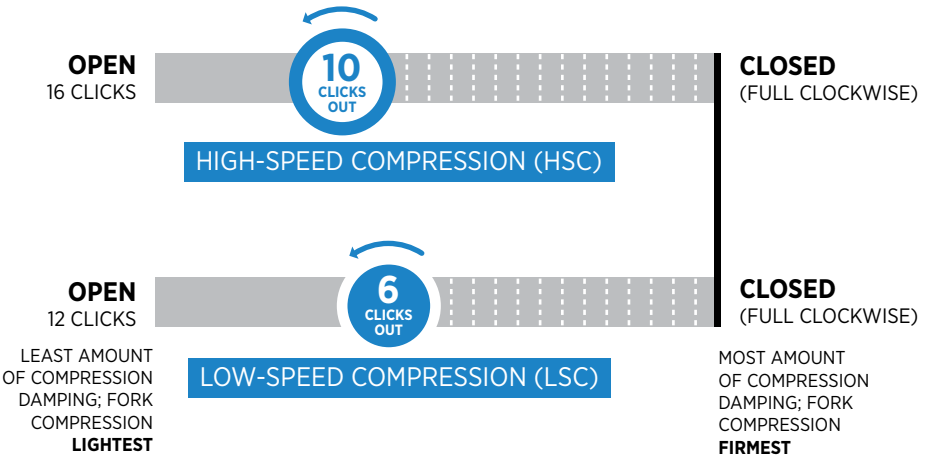 OPEN
16 CLICKS
10
CLICKS
OUT
CLOSED
(FULL CLOCKWISE)
HIGH-SPEED COMPRESSION (HSC)
OPEN
12 CLICKS
6
CLICKS
OUT
CLOSED
(FULL CLOCKWISE)
LEAST AMOUNT
OF COMPRESSION
DAMPING; FORK
COMPRESSION
LIGHTEST
LOW-SPEED COMPRESSION (LSC)
MOST AMOUNT
OF COMPRESSION
DAMPING; FORK
COMPRESSION
FIRMEST